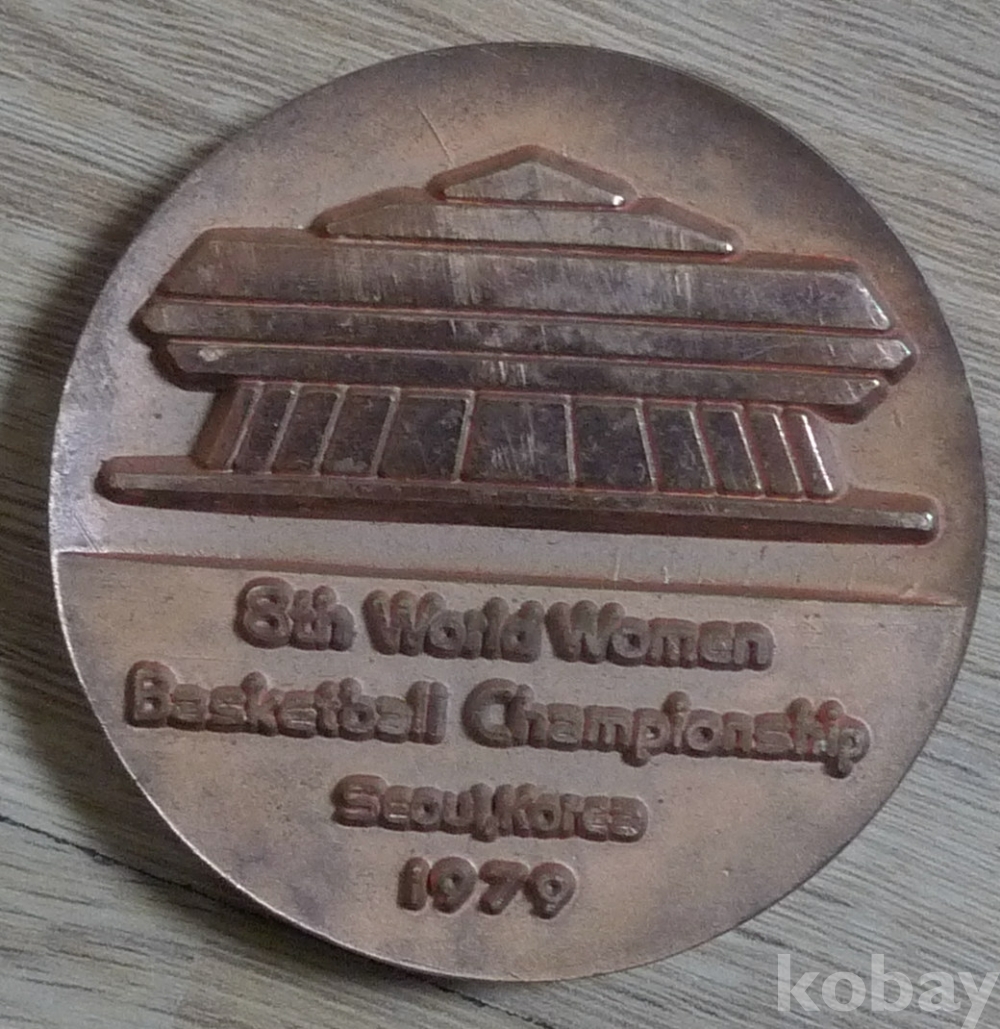 8th World Women
Basketball Championship
Seoul, Korea
1979
kobay